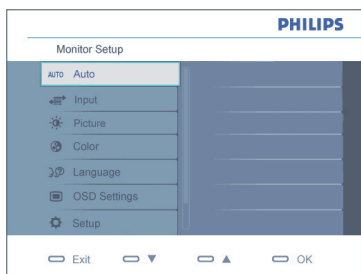 PHILIPS
Monitor Setup
AUTO Auto
Input
Picture
Color
Language
OSD Settings
Setup
Exit ▼ ▲ OK